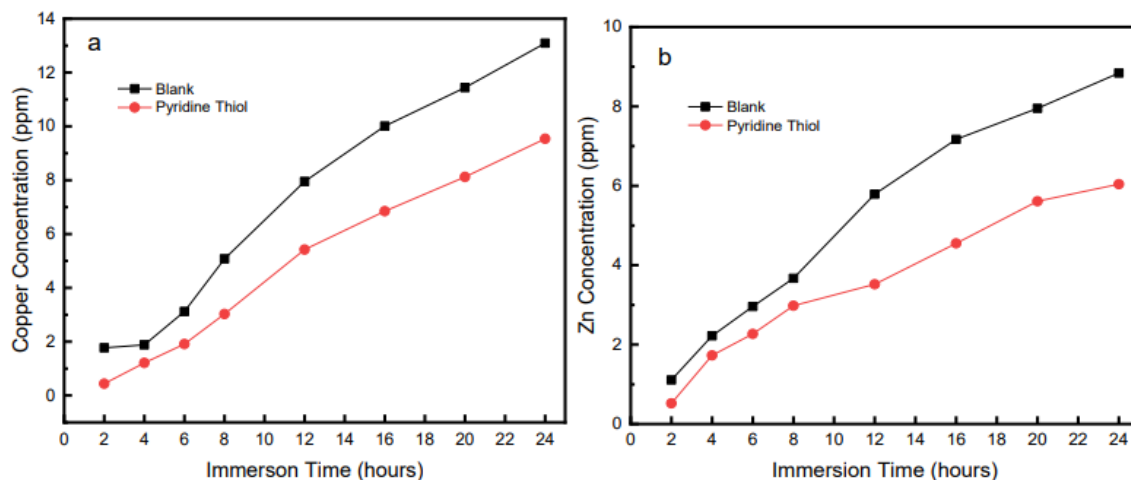 a
Blank
Pyridine Thiol
Copper Concentration (ppm)
14
12
10
8
6
4
2
0
0 2 4 6 8 10 12 14 16 18 20 22 24
Immerson Time (hours)
b
Blank
Pyridine Thiol
Zn Concentration (ppm)
10
8
6
4
2
0
0 2 4 6 8 10 12 14 16 18 20 22 24
Immersion Time (hours)